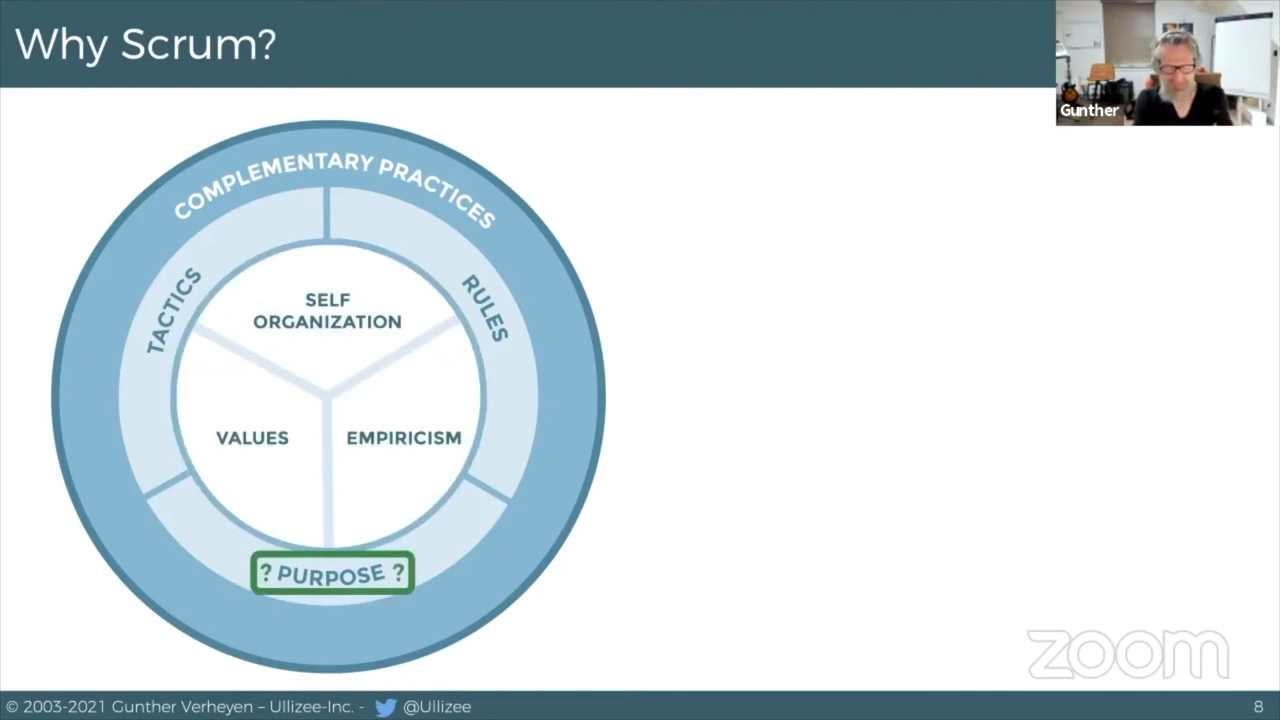 Why Scrum?
Gunther
COMPLEMENTARY PRACTICES
TACTICS
RULES
SELF
ORGANIZATION
VALUES
EMPIRICISM
? PURPOSE ?
zoom
© 2003-2021 Gunther Verheyen – Ullizee-Inc. - @Ullizee
8